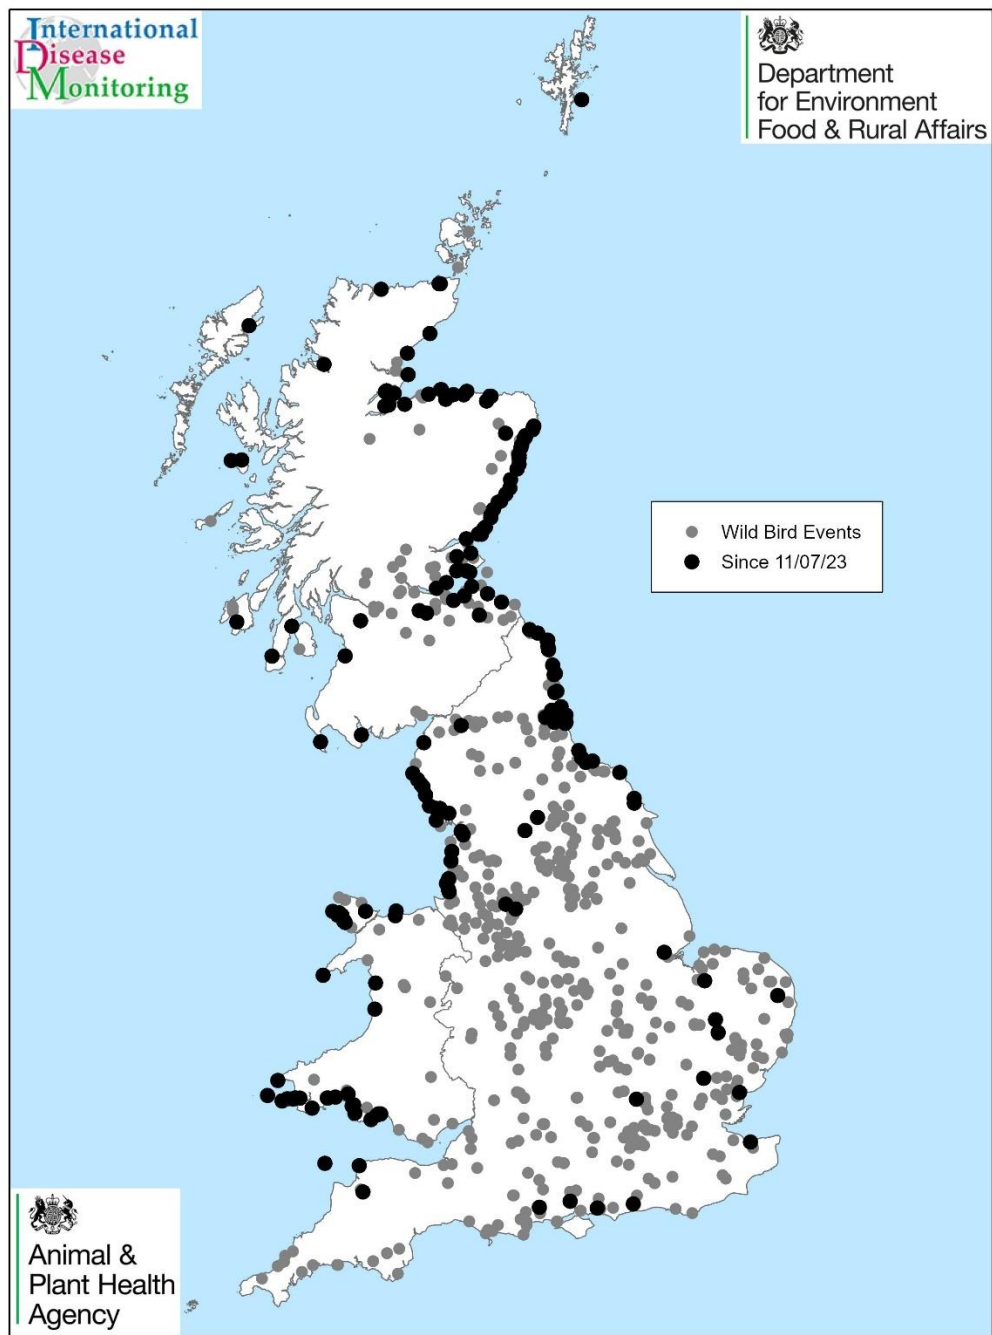 International
Disease
Monitoring
Department
for Environment
Food & Rural Affairs
Wild Bird Events
Since 11/07/23
Animal &
Plant Health
Agency